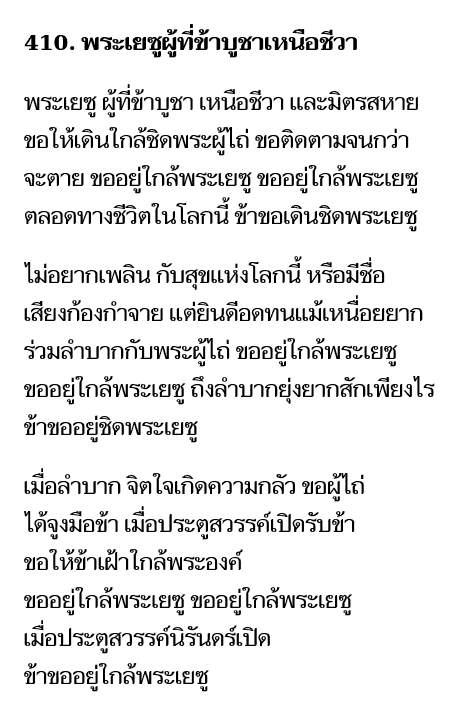 410. พระเยซูผู้ที่ข้าบูชาเหนือชีวา
พระเยซู ผู้ที่ข้าบูชา เหนือชีวา และมิตรสหาย
ขอให้เดินใกล้ชิดพระผู้ไถ่ ขอติดตามจนกว่า
จะตาย ขออยู่ใกล้พระเยซู ขออยู่ใกล้พระเยซู
ตลอดทางชีวิตในโลกนี้ ข้าขอเดินชิดพระเยซู
ไม่อยากเพลิน กับสุขแห่งโลกนี้ หรือมีชื่อ
เสียงก้องกำจาย แต่ยินดีอดทนแม้เหนื่อยยาก
ร่วมลำบากกับพระผู้ไถ่ ขออยู่ใกล้พระเยซู
ขออยู่ใกล้พระเยซู ถึงลำบากยุ่งยากสักเพียงไร
ข้าขออยู่ชิดพระเยซู
เมื่อลำบาก จิตใจเกิดความกลัว ขอผู้ไถ่
ได้จูงมือข้า เมื่อประตูสวรรค์เปิดรับข้า
ขอให้ข้าเฝ้าใกล้พระองค์
ขออยู่ใกล้พระเยซู ขออยู่ใกล้พระเยซู
เมื่อประตูสวรรค์นิรันดร์เปิด
ข้าขออยู่ใกล้พระเยซู